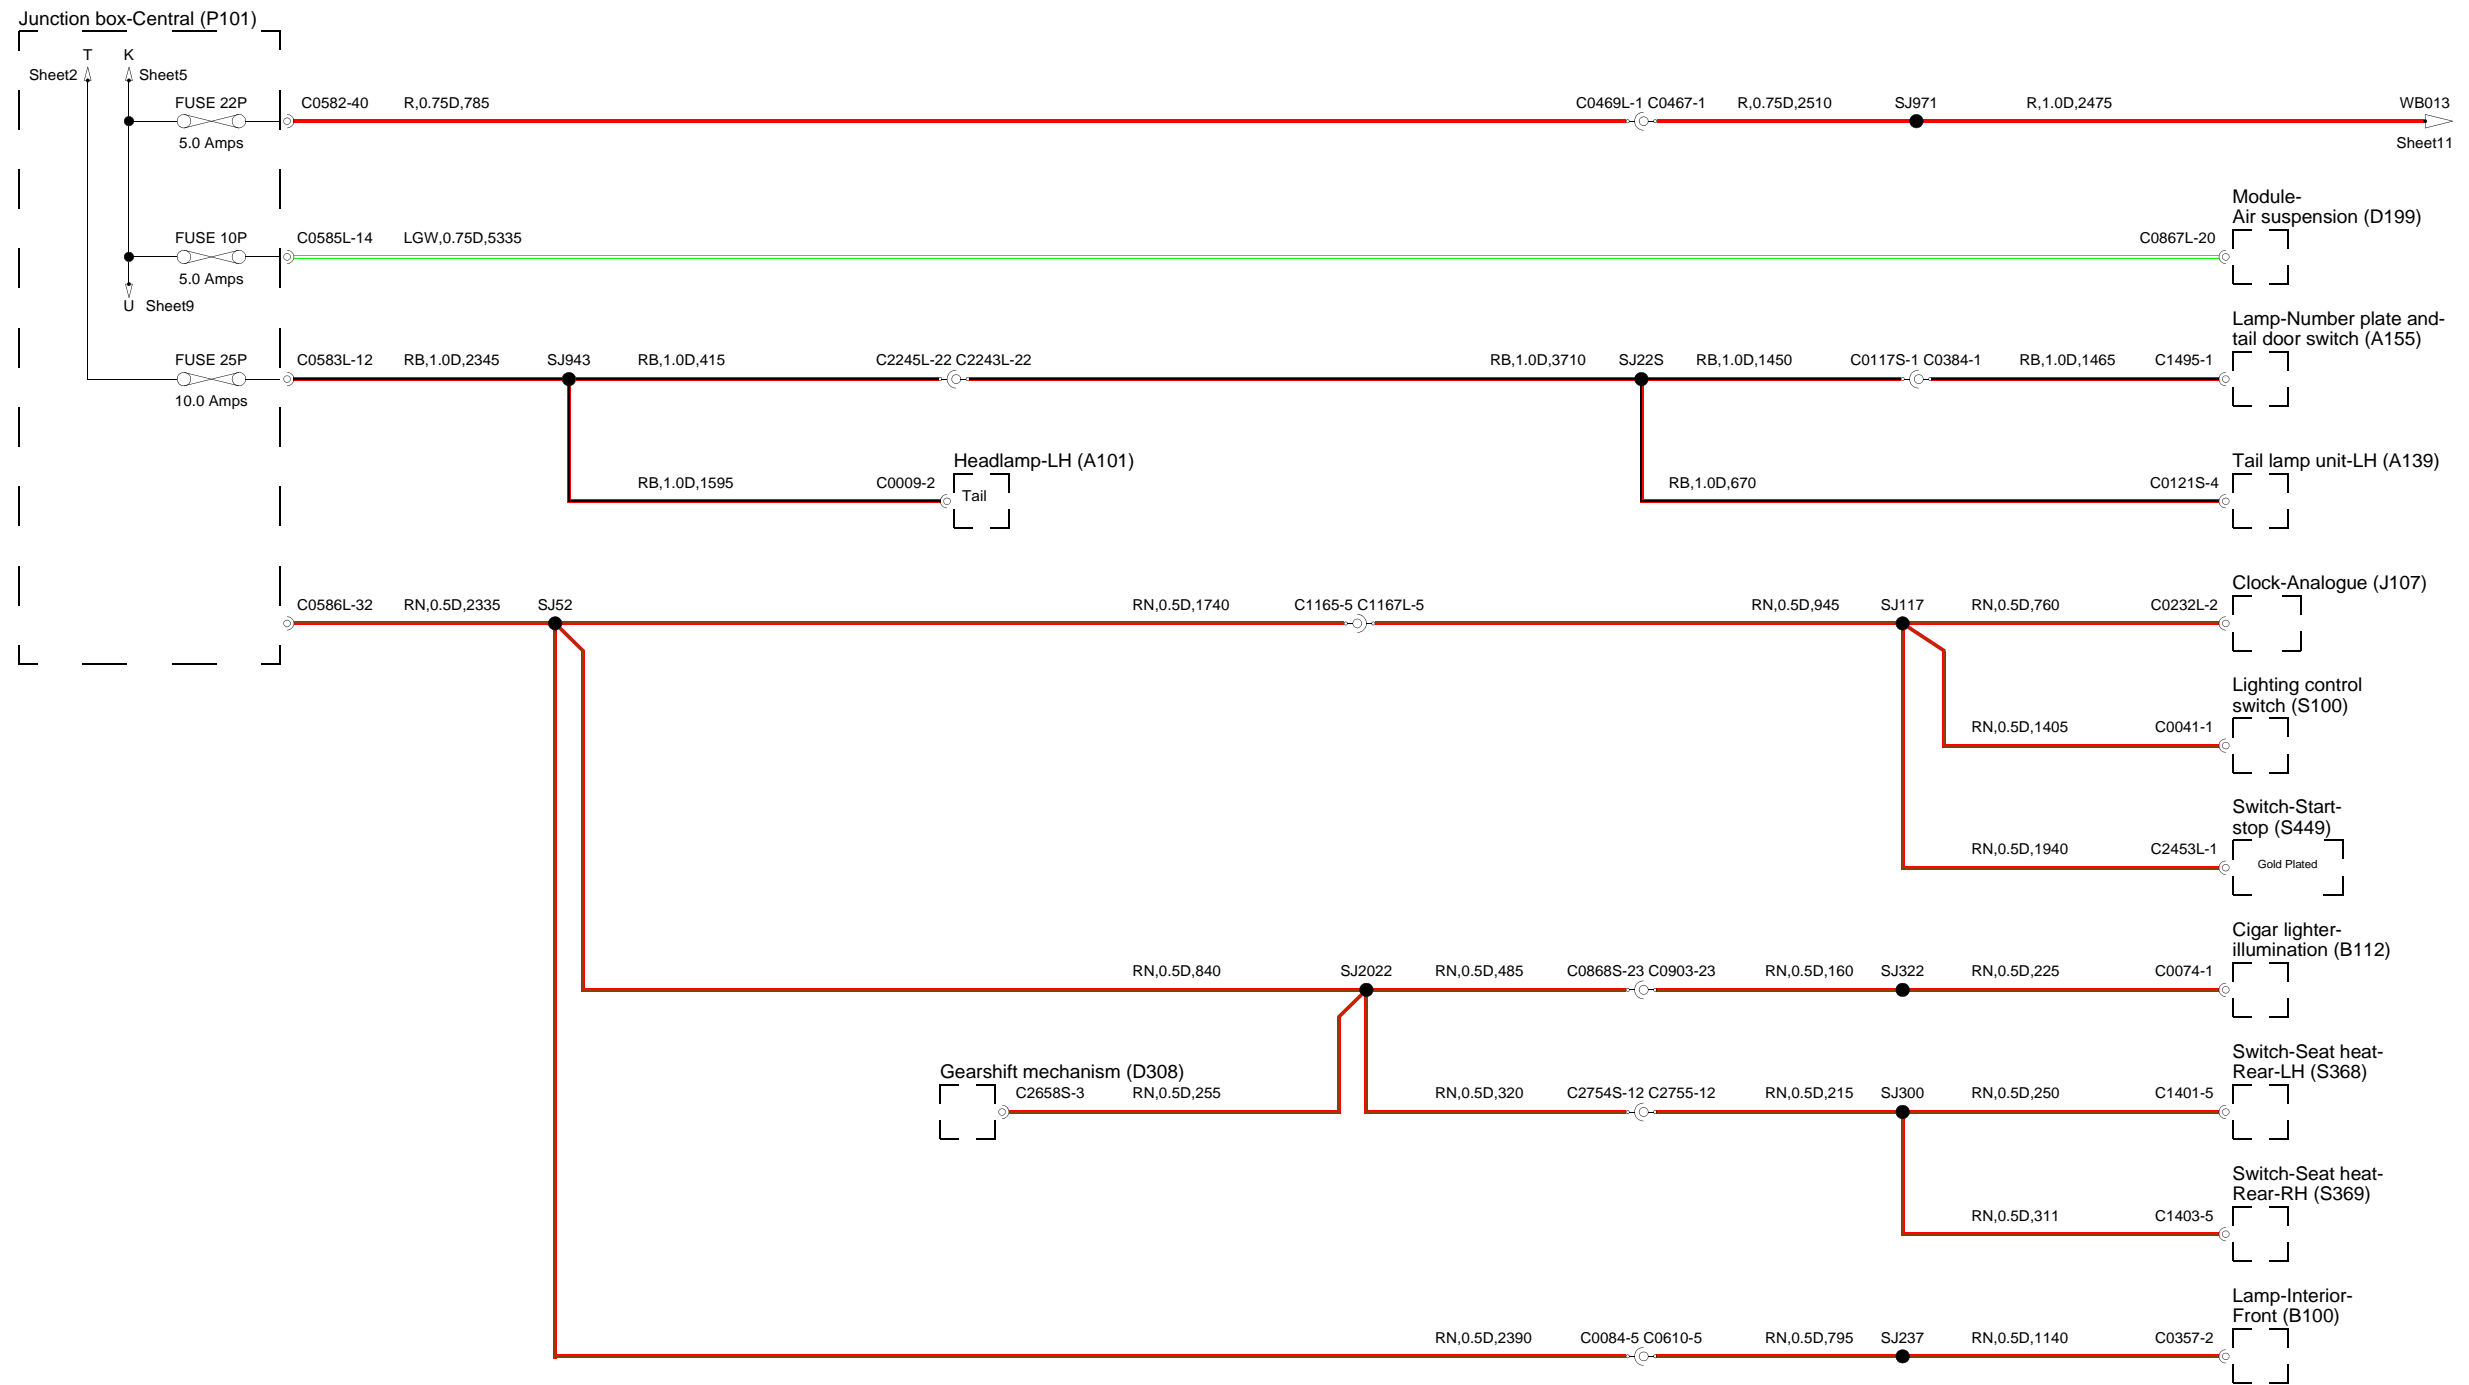 Junction box-Central (P101)
T K
Sheet2 Sheet5
FUSE 22P C0582-40 R,0.75D,785 C0469L-1 C0467-1 R,0.75D,2510 SJ971 R,1.0D,2475 WB013
5.0 Amps Sheet11
Module-
Air suspension (D199)
FUSE 10P C0585L-14 LGW,0.75D,5335 C0867L-20
5.0 Amps
U Sheet9
Lamp-Number plate and-
tail door switch (A155)
FUSE 25P C0583L-12 RB,1.0D,2345 SJ943 RB,1.0D,415 C2245L-22 C2243L-22 RB,1.0D,3710 SJ22S RB,1.0D,1450 C0117S-1 C0384-1 RB,1.0D,1465 C1495-1
10.0 Amps
Headlamp-LH (A101) Tail lamp unit-LH (A139)
RB,1.0D,1595 C0009-2 Tail RB,1.0D,670 C0121S-4
Clock-Analogue (J107)
C0586L-32 RN,0.5D,2335 SJ52 RN,0.5D,1740 C1165-5 C1167L-5 RN,0.5D,945 SJ117 RN,0.5D,760 C0232L-2
Lighting control
switch (S100)
RN,0.5D,1405 C0041-1
Switch-Start-
stop (S449)
RN,0.5D,1940 C2453L-1 Gold Plated
Cigar lighter-
illumination (B112)
RN,0.5D,840 SJ2022 RN,0.5D,485 C0868S-23 C0903-23 RN,0.5D,160 SJ322 RN,0.5D,225 C0074-1
Switch-Seat heat-
Gearshift mechanism (D308) Rear-LH (S368)
C2658S-3 RN,0.5D,255 RN,0.5D,320 C2754S-12 C2755-12 RN,0.5D,215 SJ300 RN,0.5D,250 C1401-5
Switch-Seat heat-
Rear-RH (S369)
RN,0.5D,311 C1403-5
Lamp-Interior-
Front (B100)
RN,0.5D,2390 C0084-5 C0610-5 RN,0.5D,795 SJ237 RN,0.5D,1140 C0357-2